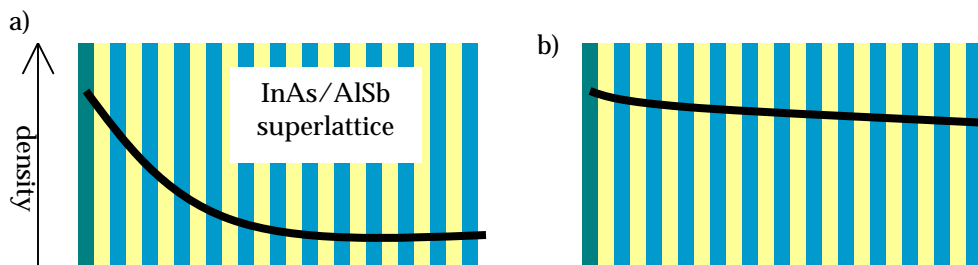 a)
b)
density
InAs/AlSb
superlattice